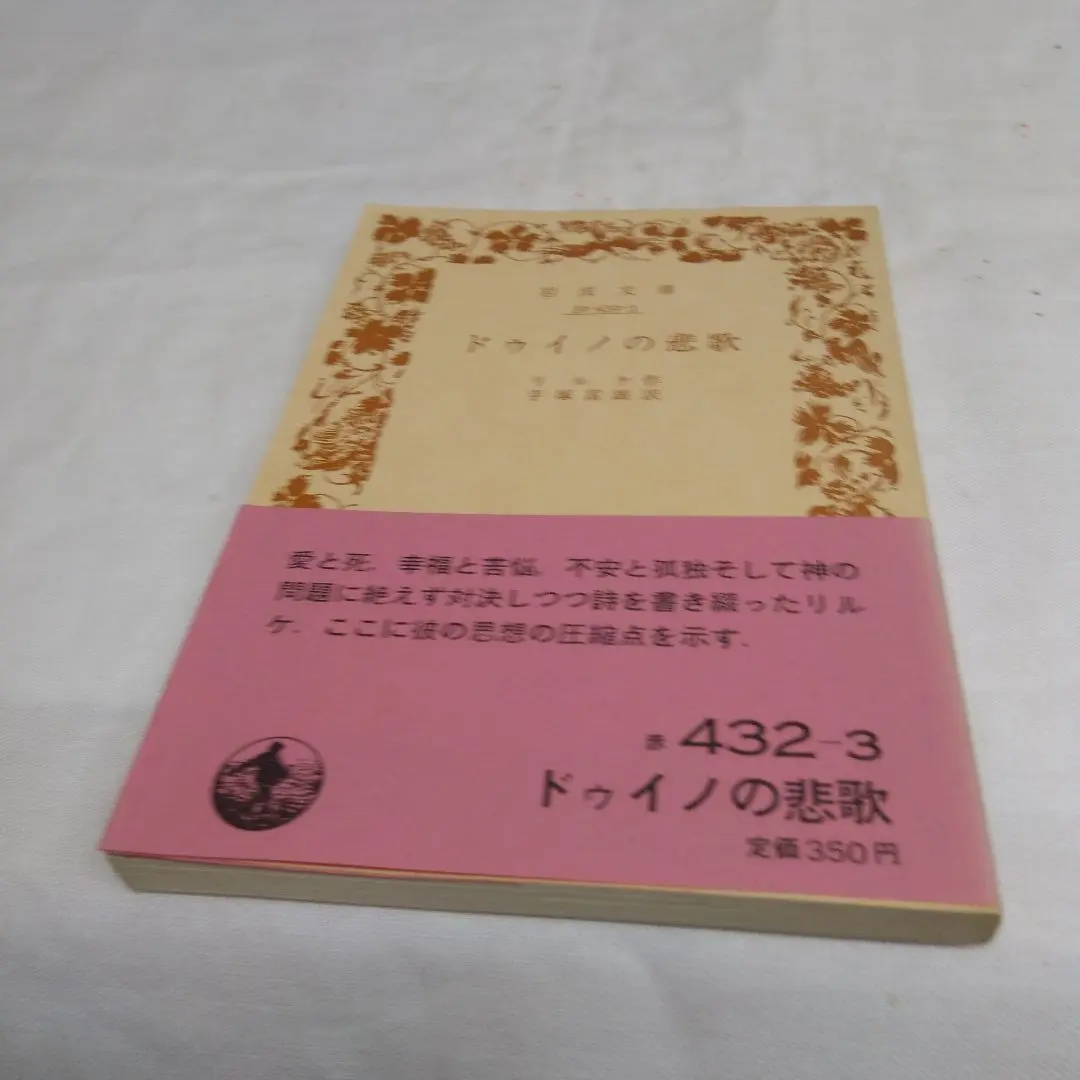 岩波文庫
ドゥイノの悲歌
リルケ作
手塚富雄訳
愛と死，幸福と苦悩，不安と孤独そして神の
問題に絶えず対決しつつ詩を書き綴ったリル
ケ．ここに彼の思想の圧縮点を示す．
赤 432-3
ドゥイノの悲歌
定価350円